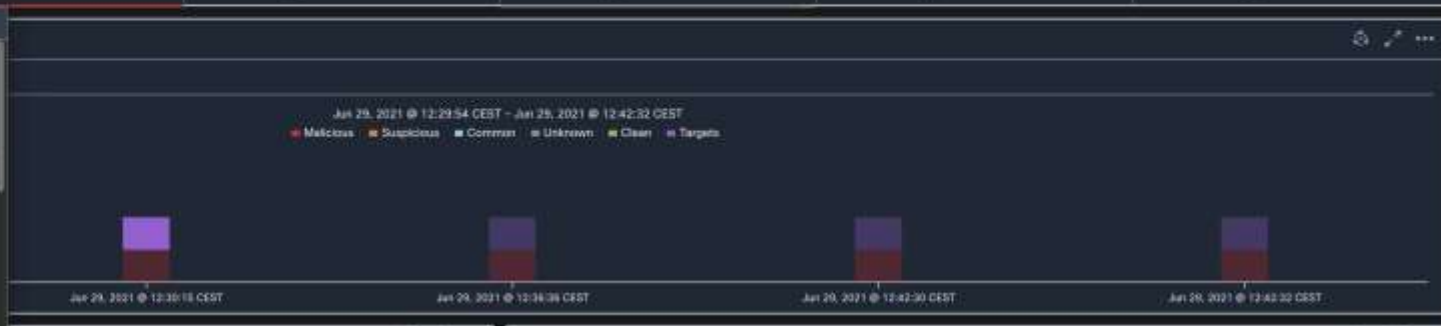 Jun 29, 2021 @ 12:29:54 CEST - Jun 29, 2021 @ 12:42:32 CEST
Malicious Suspicious Common Unknown Clean Targets
Jun 29, 2021 @ 12:30:15 CEST Jun 29, 2021 @ 12:36:36 CEST Jun 29, 2021 @ 12:42:30 CEST Jun 29, 2021 @ 12:42:32 CEST